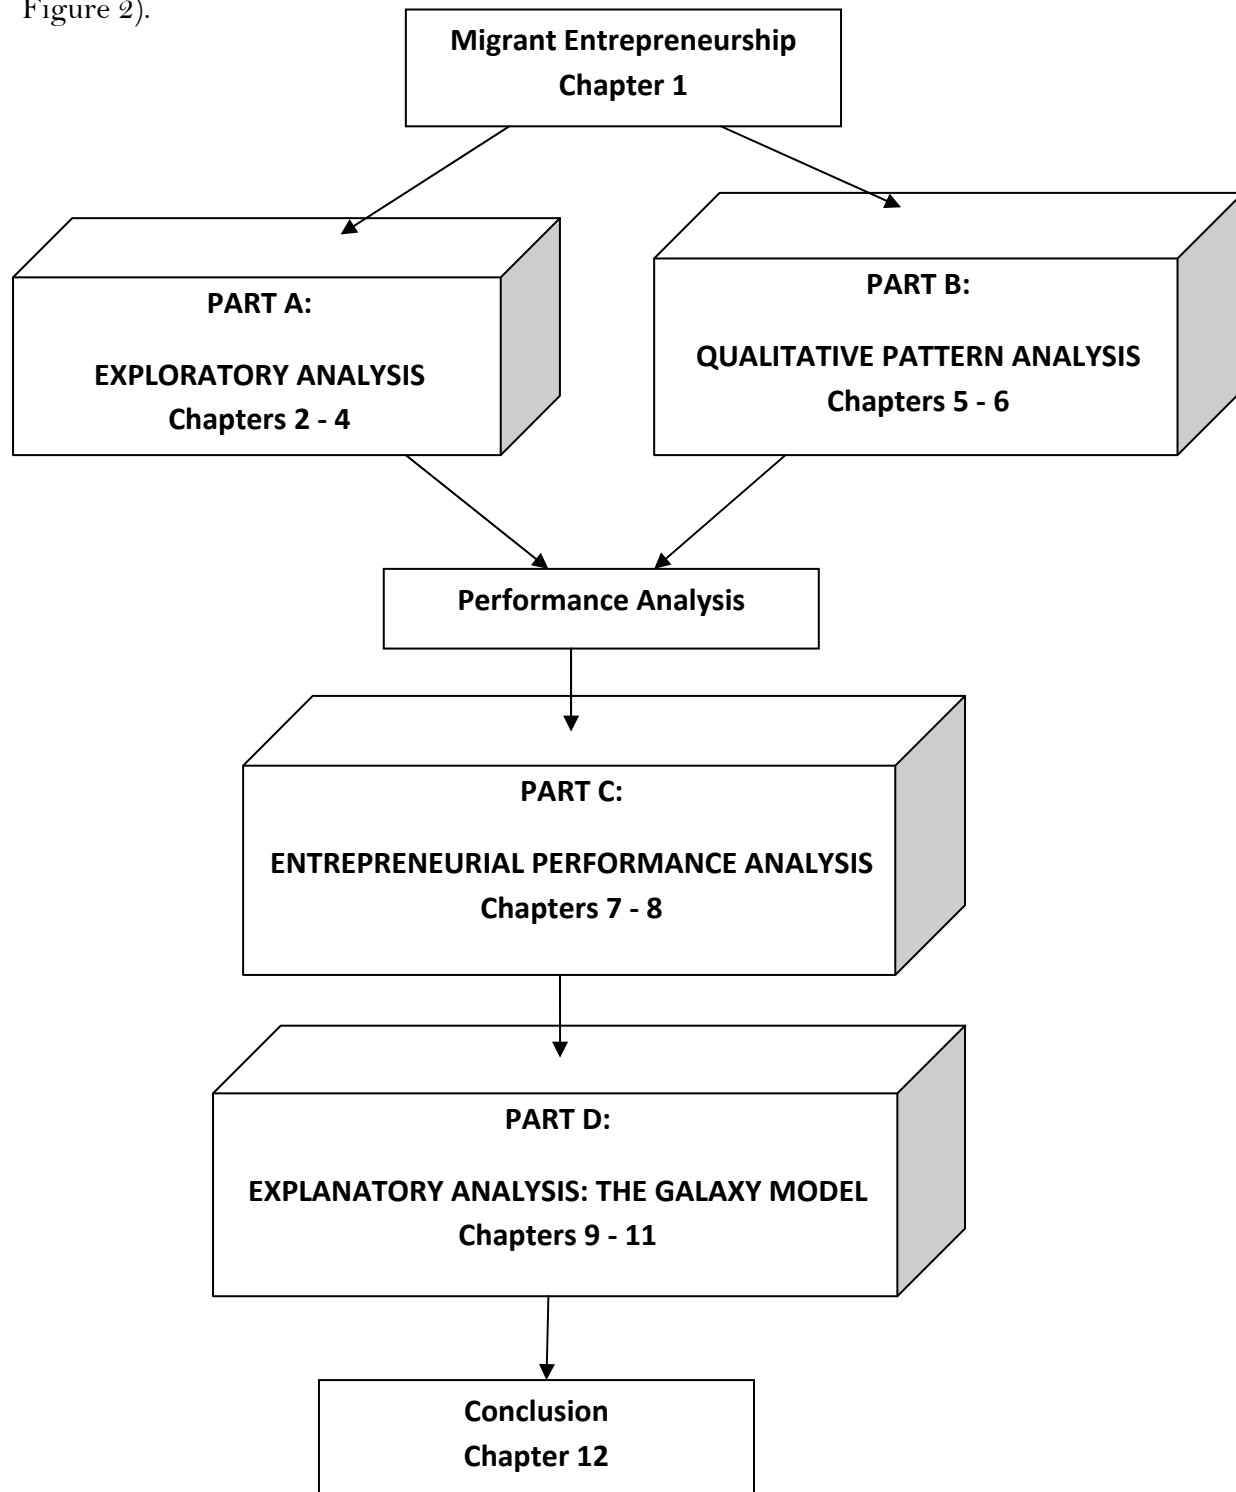 Figure 2).
Migrant Entrepreneurship
Chapter 1
PART A:
EXPLORATORY ANALYSIS
Chapters 2 - 4
PART B:
QUALITATIVE PATTERN ANALYSIS
Chapters 5 - 6
Performance Analysis
PART C:
ENTREPRENEURIAL PERFORMANCE ANALYSIS
Chapters 7 - 8
PART D:
EXPLANATORY ANALYSIS: THE GALAXY MODEL
Chapters 9 - 11
Conclusion
Chapter 12